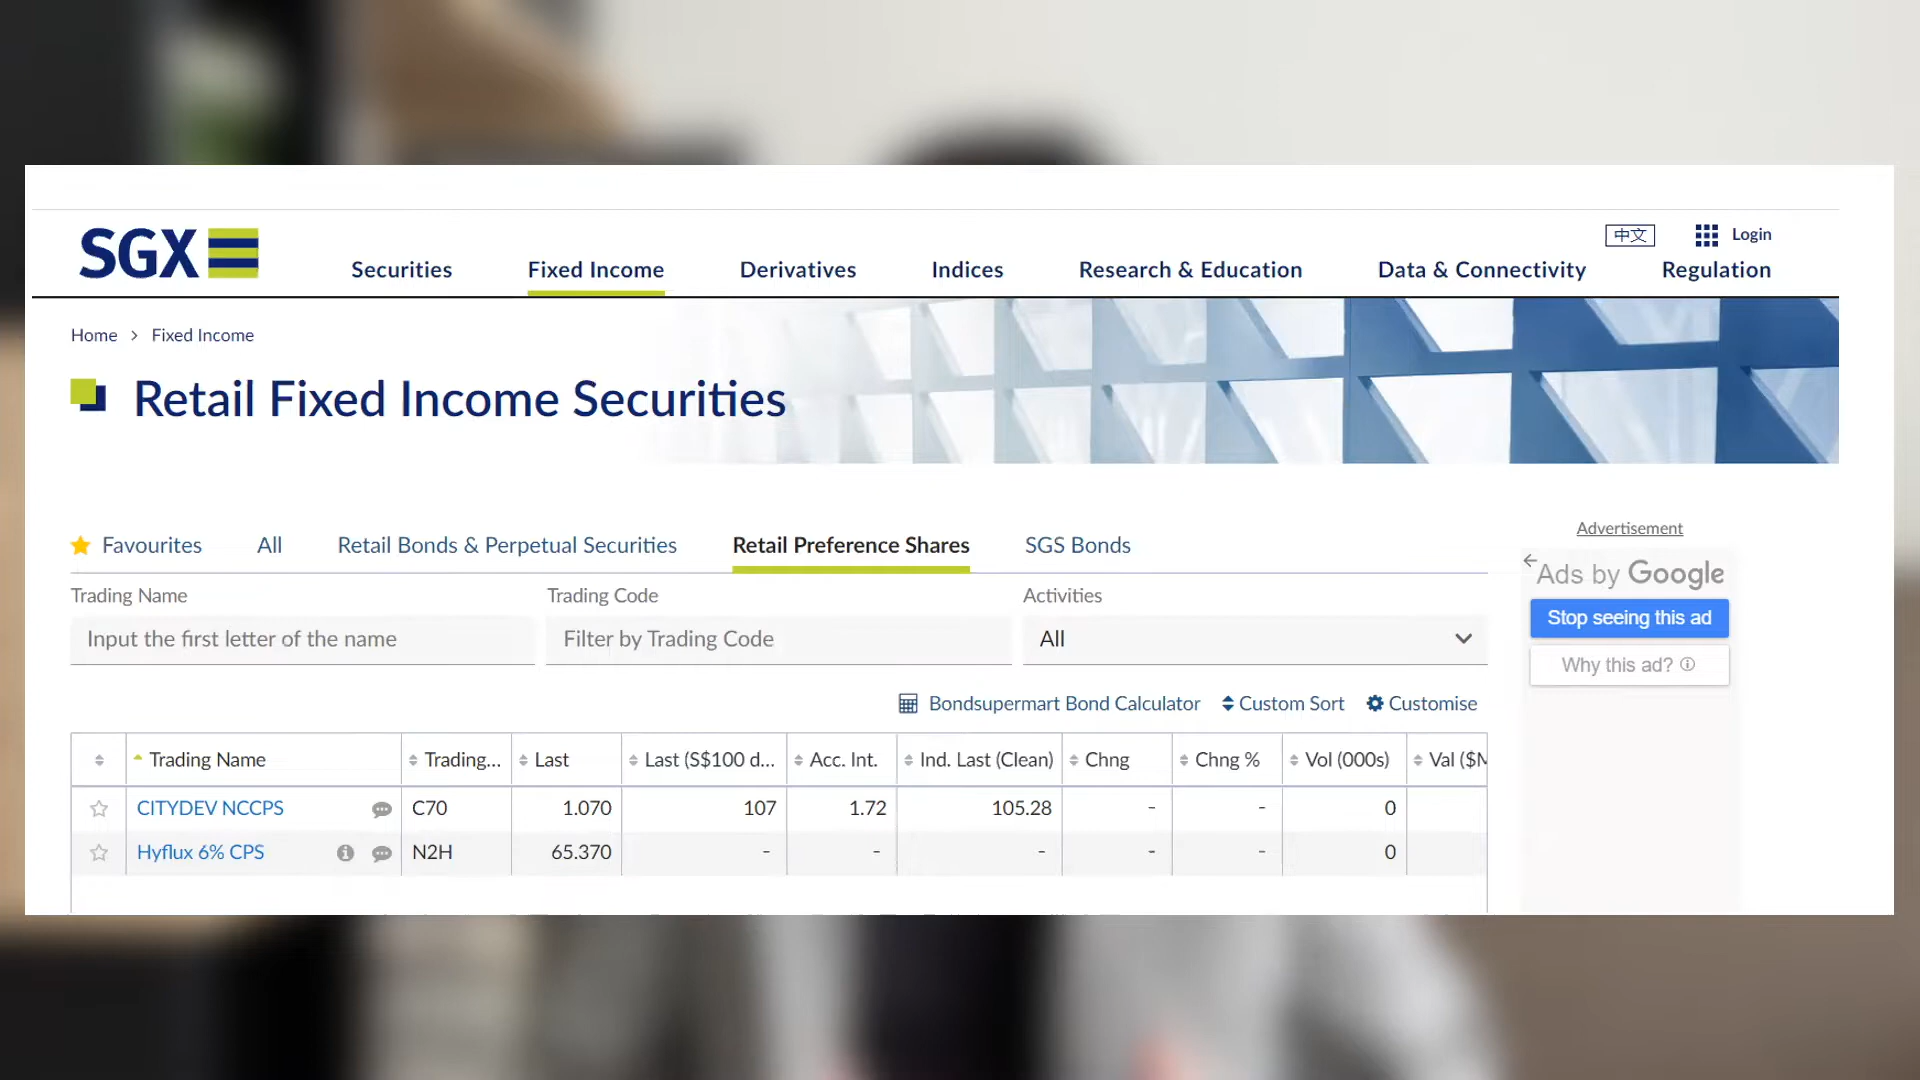 中文 Login
SGX Securities Fixed Income Derivatives Indices Research & Education Data & Connectivity Regulation
Home > Fixed Income
Retail Fixed Income Securities
Favourites All Retail Bonds & Perpetual Securities Retail Preference Shares SGS Bonds
Advertisement
Ads by Google
Stop seeing this ad
Why this ad?
Trading Name Trading Code Activities
Input the first letter of the name Filter by Trading Code All
Bondsupermart Bond Calculator Custom Sort Customise
Trading Name Trading... Last Last (S$100 d... Acc. Int. Ind. Last (Clean) Chng Chng % Vol (000s) Val ($M
CITYDEV NCCPS C70 1.070 107 1.72 105.28 - - 0
Hyflux 6% CPS N2H 65.370 - - - - - 0